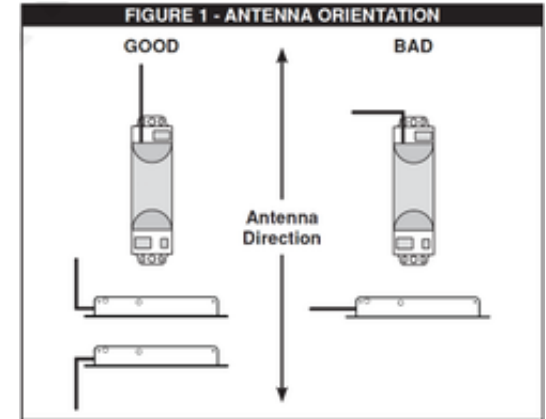 FIGURE 1 - ANTENNA ORIENTATION
GOOD
BAD
Antenna
Direction